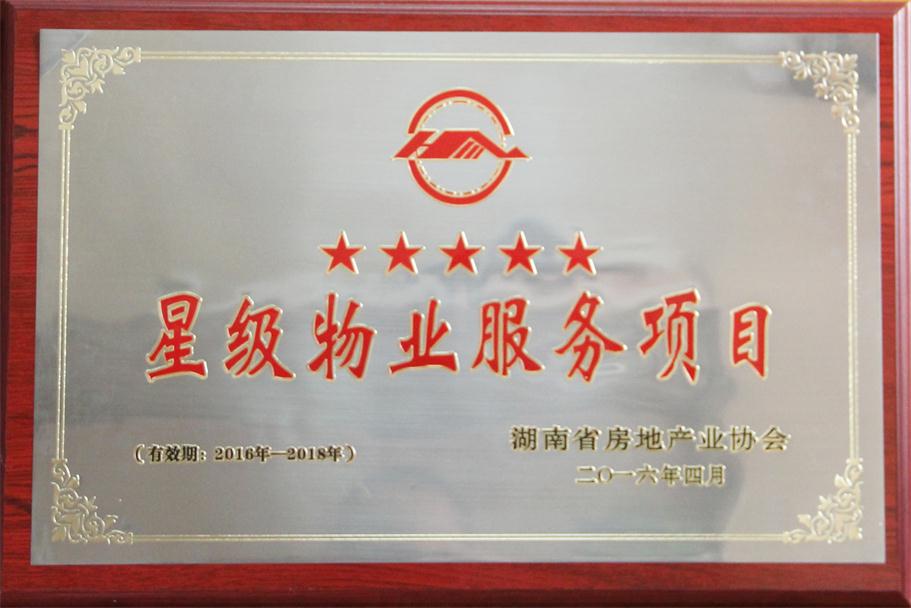 ★★★★★
星级物业服务项目
(有效期：2016年—2018年)
湖南省房地产业协会
二〇一六年四月